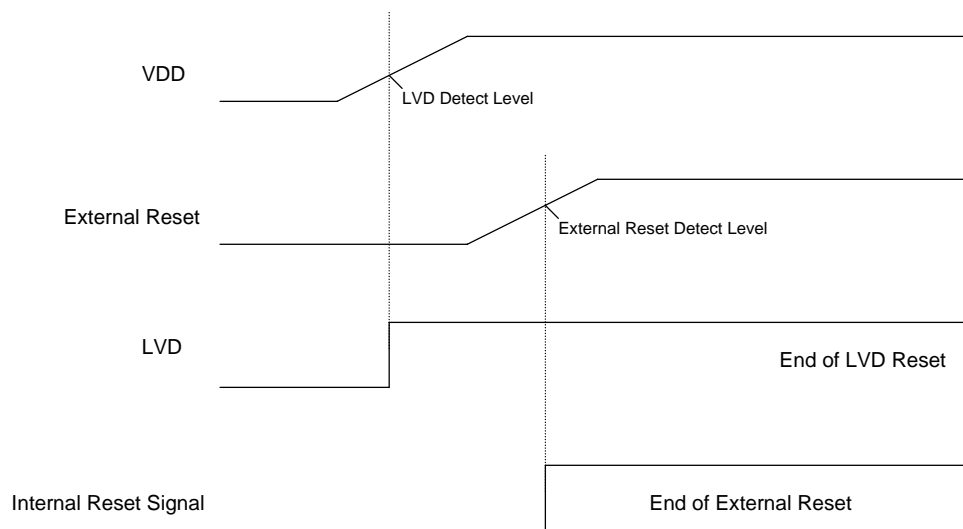 VDD
LVD Detect Level
External Reset
External Reset Detect Level
LVD
End of LVD Reset
Internal Reset Signal
End of External Reset